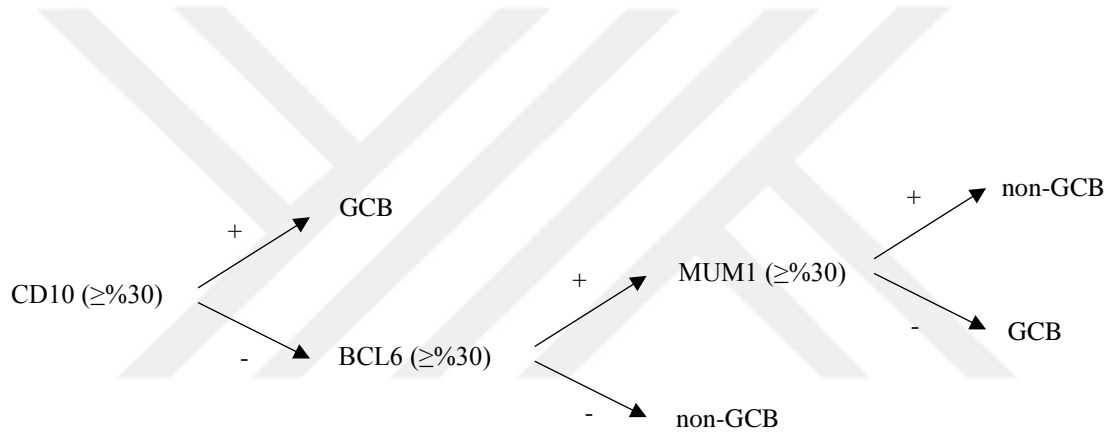 non-GCB
+
GCB
+
MUM1 (≥%30)
+
CD10 (≥%30)
-
GCB
-
BCL6 (≥%30)
-
non-GCB